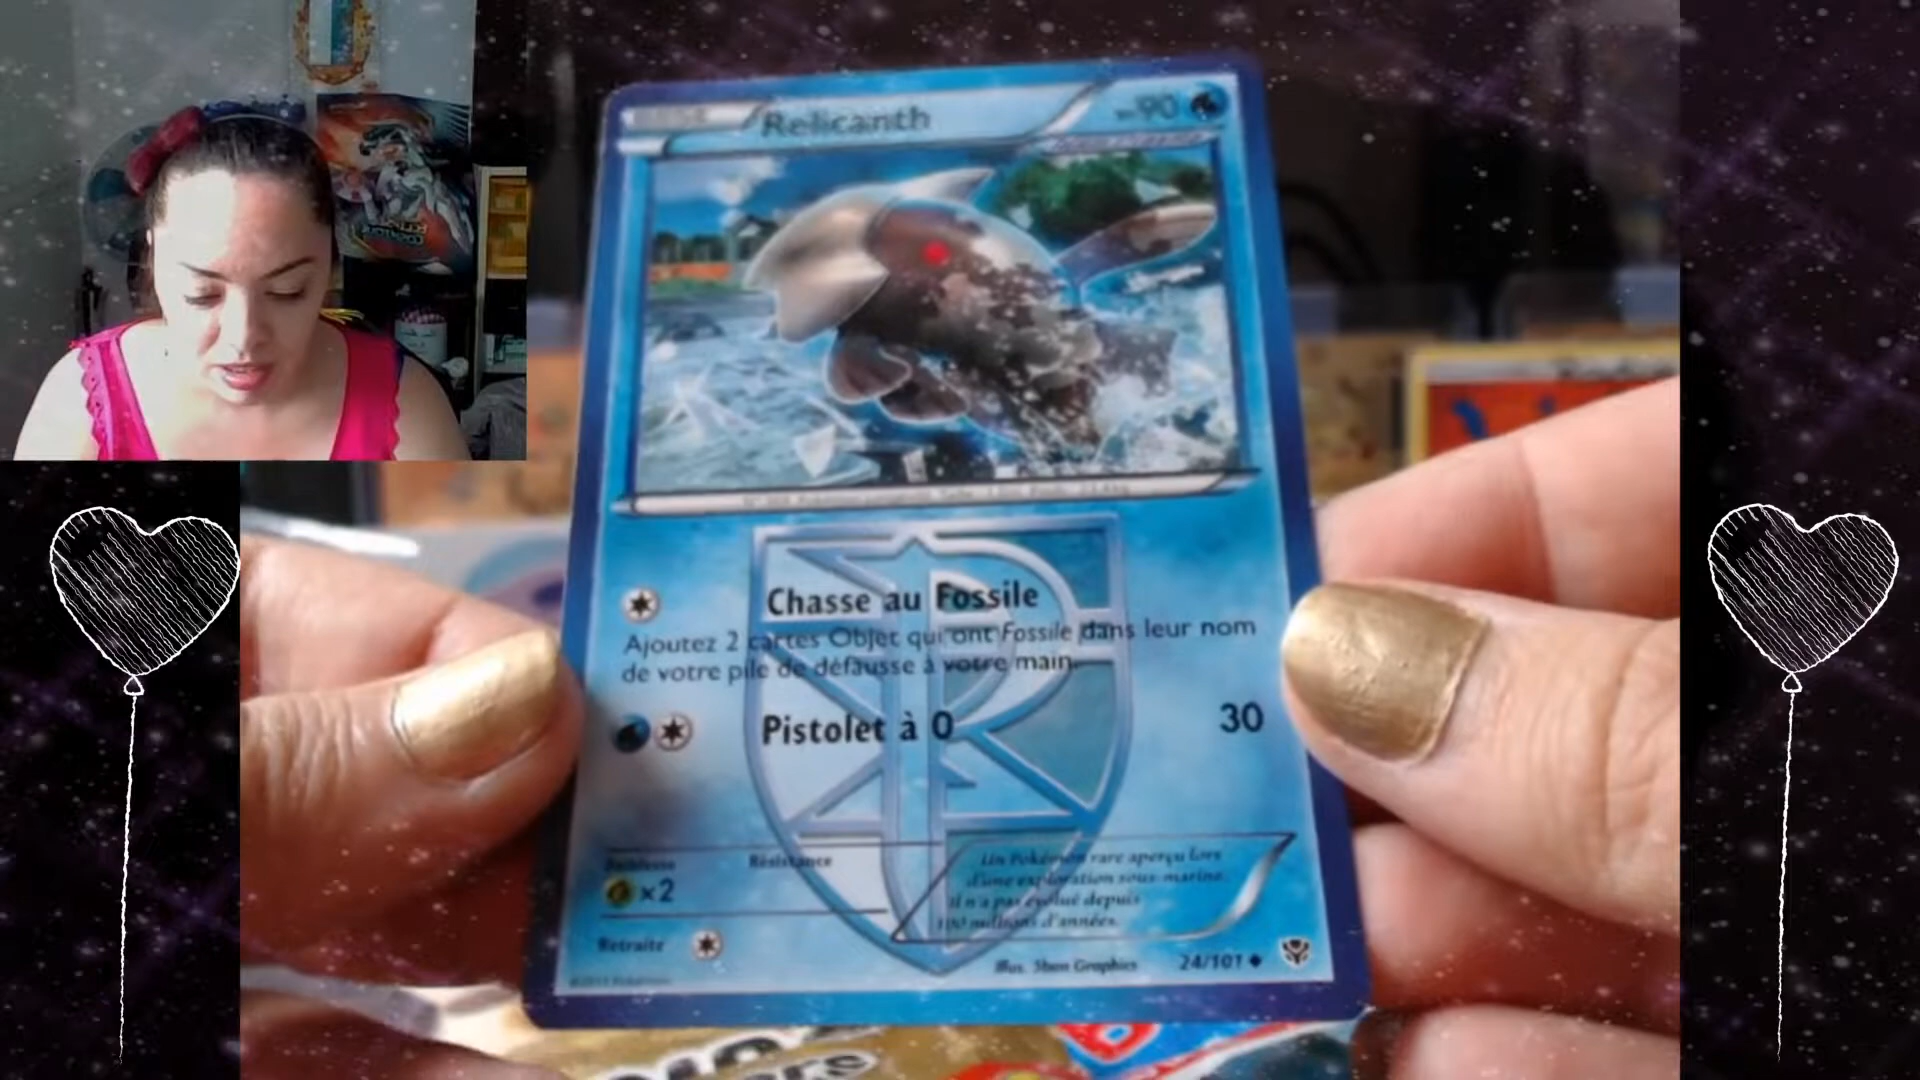 Relicanth
90
Chasse au Fossile
Ajoutez 2 cartes Objet qui ont Fossile dans leur nom
de votre pile de défausse à votre main.
Pistolet à O 30
Faiblesse Résistance
×2
Retraite
Un Pokémon rare aperçu lors
d'une exploration sous-marine.
Il n'a pas évolué depuis
100 millions d'années.
Illus. 5ban Graphics 24/101